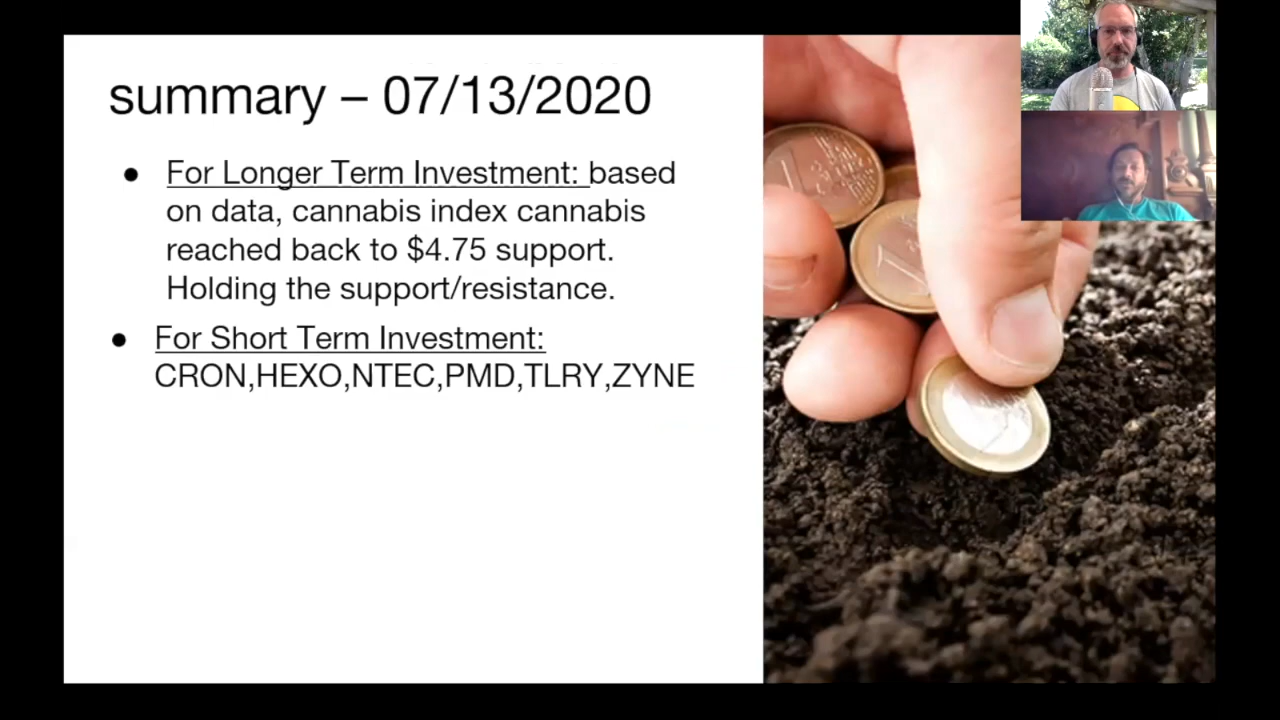 summary – 07/13/2020
● For Longer Term Investment: based
on data, cannabis index cannabis
reached back to $4.75 support.
Holding the support/resistance.
● For Short Term Investment:
CRON,HEXO,NTEC,PMD,TLRY,ZYNE